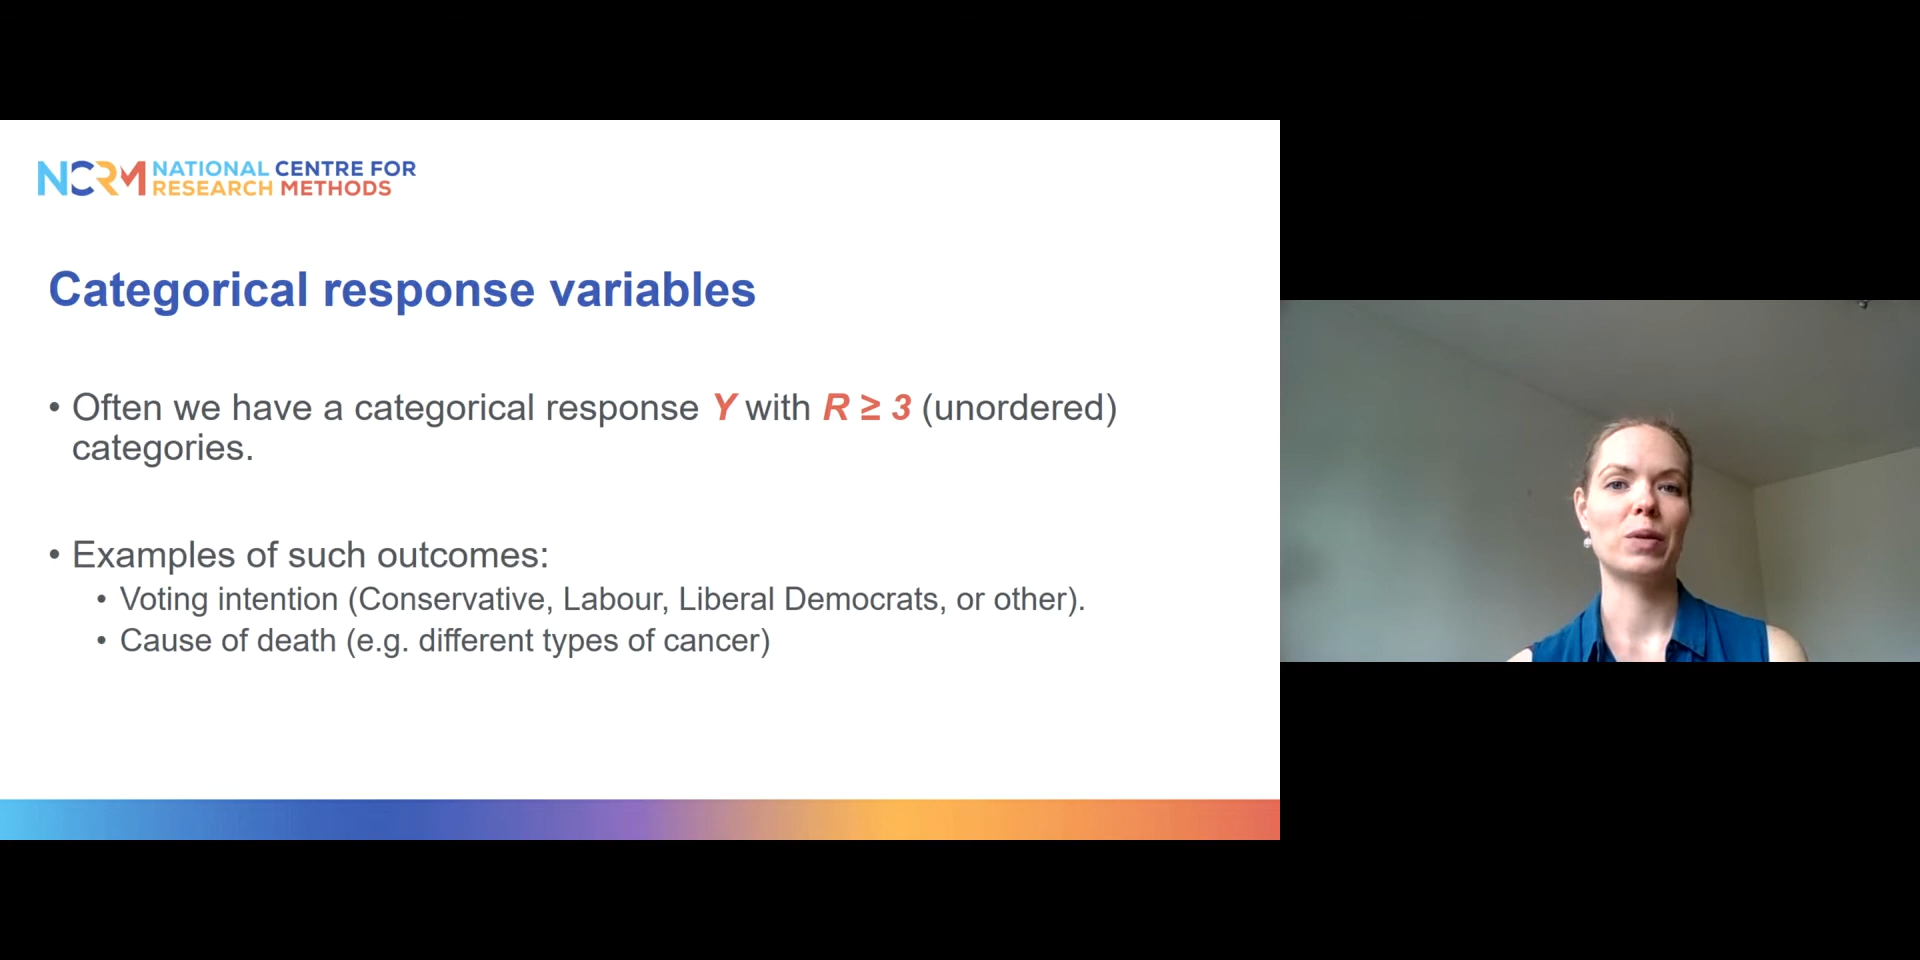 NCRM NATIONAL CENTRE FOR
RESEARCH METHODS
Categorical response variables
• Often we have a categorical response Y with R ≥ 3 (unordered)
categories.
• Examples of such outcomes:
• Voting intention (Conservative, Labour, Liberal Democrats, or other).
• Cause of death (e.g. different types of cancer)